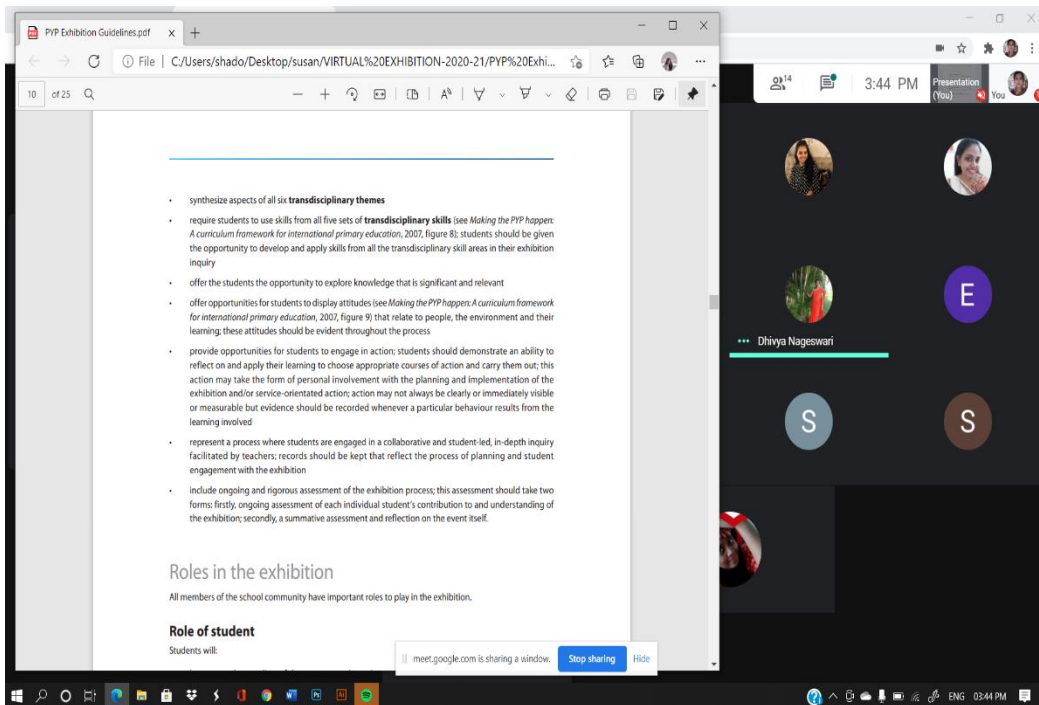 PYP Exhibition Guidelines.pdf
File
C:/Users/shado/Desktop/susan/VIRTUAL%20EXHIBITION-2020-21/PYP%20Exhi...
10 of 25
• synthesize aspects of all six transdisciplinary themes
• require students to use skills from all five sets of transdisciplinary skills (see Making the PYP happen:
A curriculum framework for international primary education, 2007, figure 8); students should be given
the opportunity to develop and apply skills from all the transdisciplinary skill areas in their exhibition
inquiry
• offer the students the opportunity to explore knowledge that is significant and relevant
• offer opportunities for students to display attitudes (see Making the PYP happen: A curriculum framework
for international primary education, 2007, figure 9) that relate to people, the environment and their
learning; these attitudes should be evident throughout the process
• provide opportunities for students to engage in action; students should demonstrate an ability to
reflect on and apply their learning to choose appropriate courses of action and carry them out; this
action may take the form of personal involvement with the planning and implementation of the
exhibition and/or service-orientated action; action may not always be clearly or immediately visible
or measurable but evidence should be recorded whenever a particular behaviour results from the
learning involved
• represent a process where students are engaged in a collaborative and student-led, in-depth inquiry
facilitated by teachers; records should be kept that reflect the process of planning and student
engagement with the exhibition
• include ongoing and rigorous assessment of the exhibition process; this assessment should take two
forms: firstly, ongoing assessment of each individual student's contribution to and understanding of
the exhibition; secondly, a summative assessment and reflection on the event itself.
Roles in the exhibition
All members of the school community have important roles to play in the exhibition.
Role of student
Students will:
meet.google.com is sharing a window.
Stop sharing
Hide
14
3:44 PM
Presentation
(You)
You
Dhivya Nageswari
E
S
S
ENG
03:44 PM